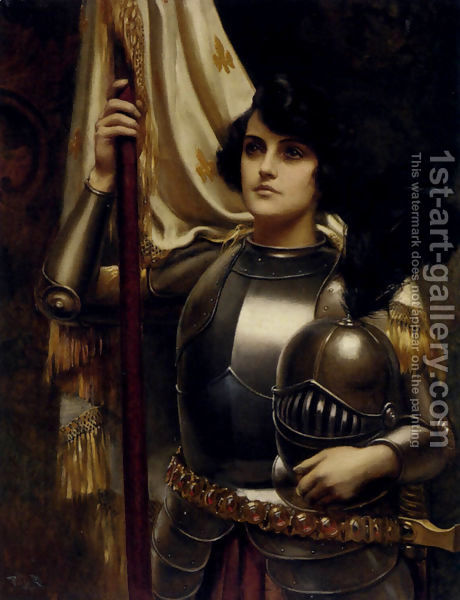 1st-art-gallery.com
This watermark does not appear on the painting